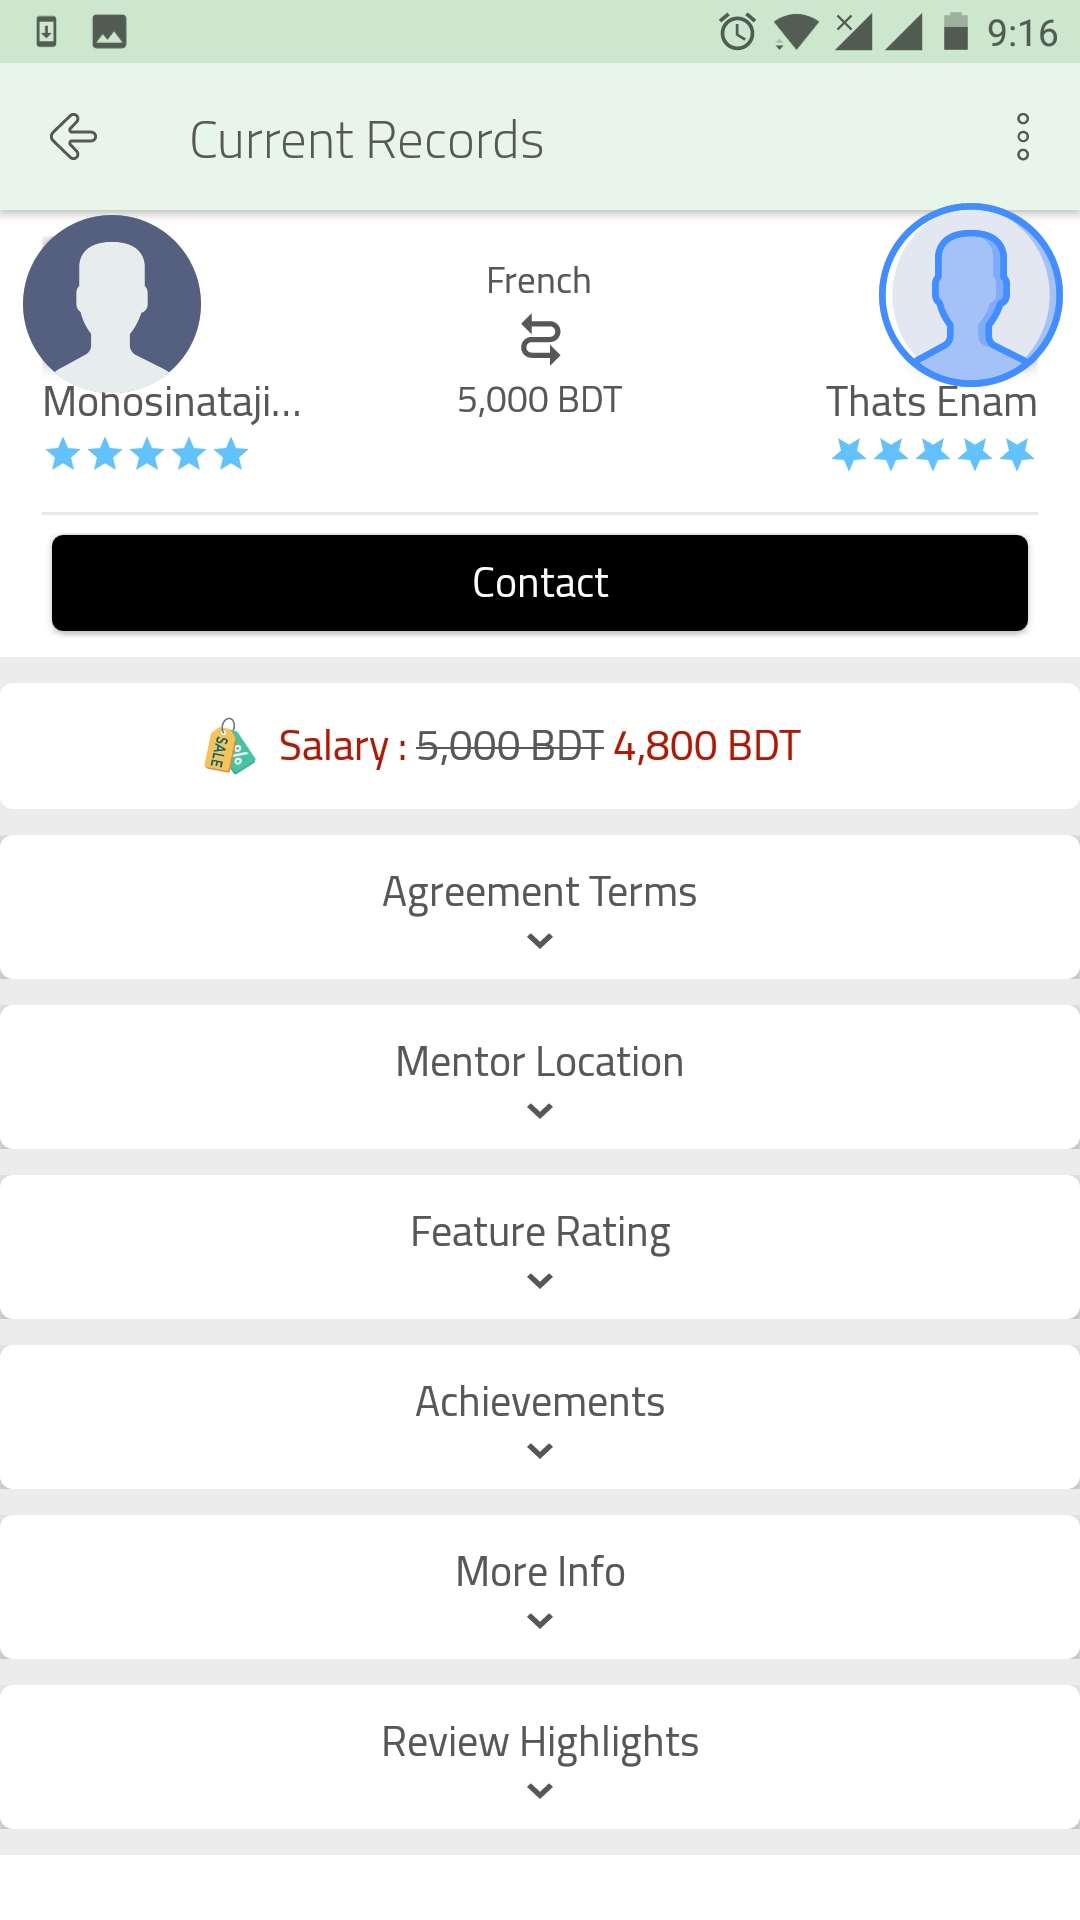 9:16
Current Records
French
5,000 BDT
Monosinataji...
Thats Enam
Contact
SALE %
Salary : 5,000 BDT 4,800 BDT
Agreement Terms
Mentor Location
Feature Rating
Achievements
More Info
Review Highlights